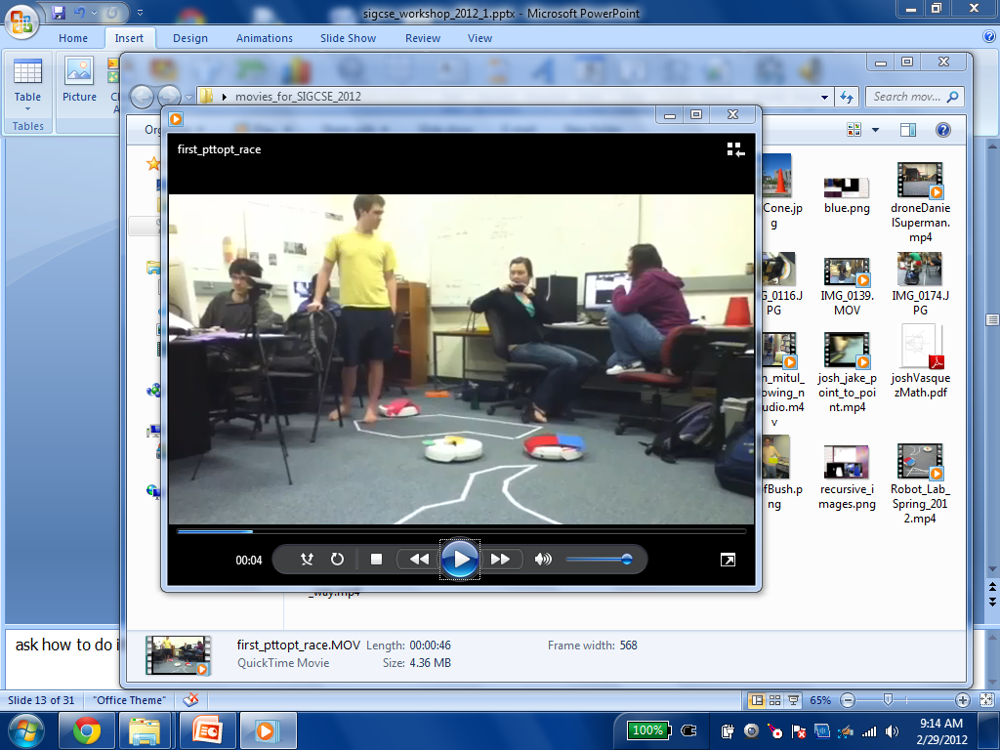 sigcse_workshop_2012_1.pptx - Microsoft PowerPoint
Home
Insert
Design
Animations
Slide Show
Review
View
Table
Picture
Tables
movies_for_SIGCSE_2012
Search mov...
first_pttopt_race
Cone.jp
g
blue.png
droneDanie
lSuperman.
mp4
G_0116.J
PG
IMG_0139.
MOV
IMG_0174.J
PG
n_mitul_
owing_n
udio.m4
v
josh_jake_p
oint_to_poi
nt.mp4
joshVasque
zMath.pdf
fBush.p
ng
recursive_i
mages.png
Robot_Lab_
Spring_201
2.mp4
00:04
_way.mp4
first_pttopt_race.MOV
Length: 00:00:46
Frame width: 568
QuickTime Movie
Size: 4.36 MB
ask how to do i
Slide 13 of 31
"Office Theme"
65%
100%
9:14 AM
2/29/2012